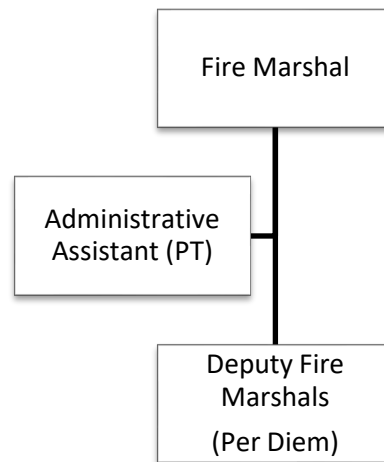 Fire Marshal
Administrative
Assistant (PT)
Deputy Fire
Marshals
(Per Diem)